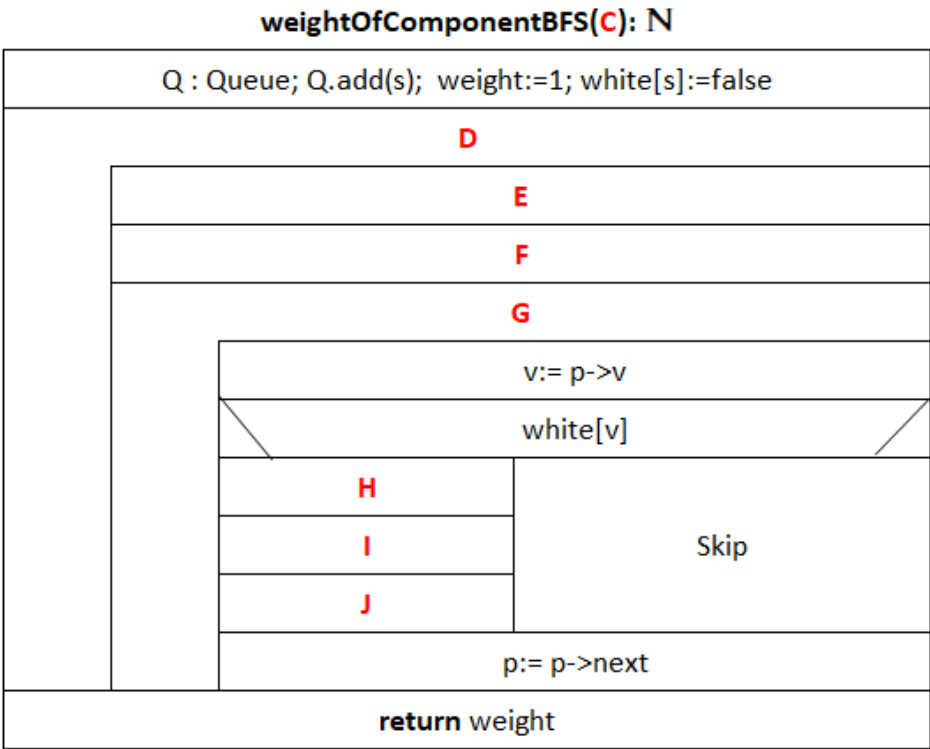 weightOfComponentBFS(C): N
Q : Queue; Q.add(s); weight:=1; white[s]:=false
D
E
F
G
v:= p->v
white[v]
H
I
Skip
J
p:= p->next
return weight